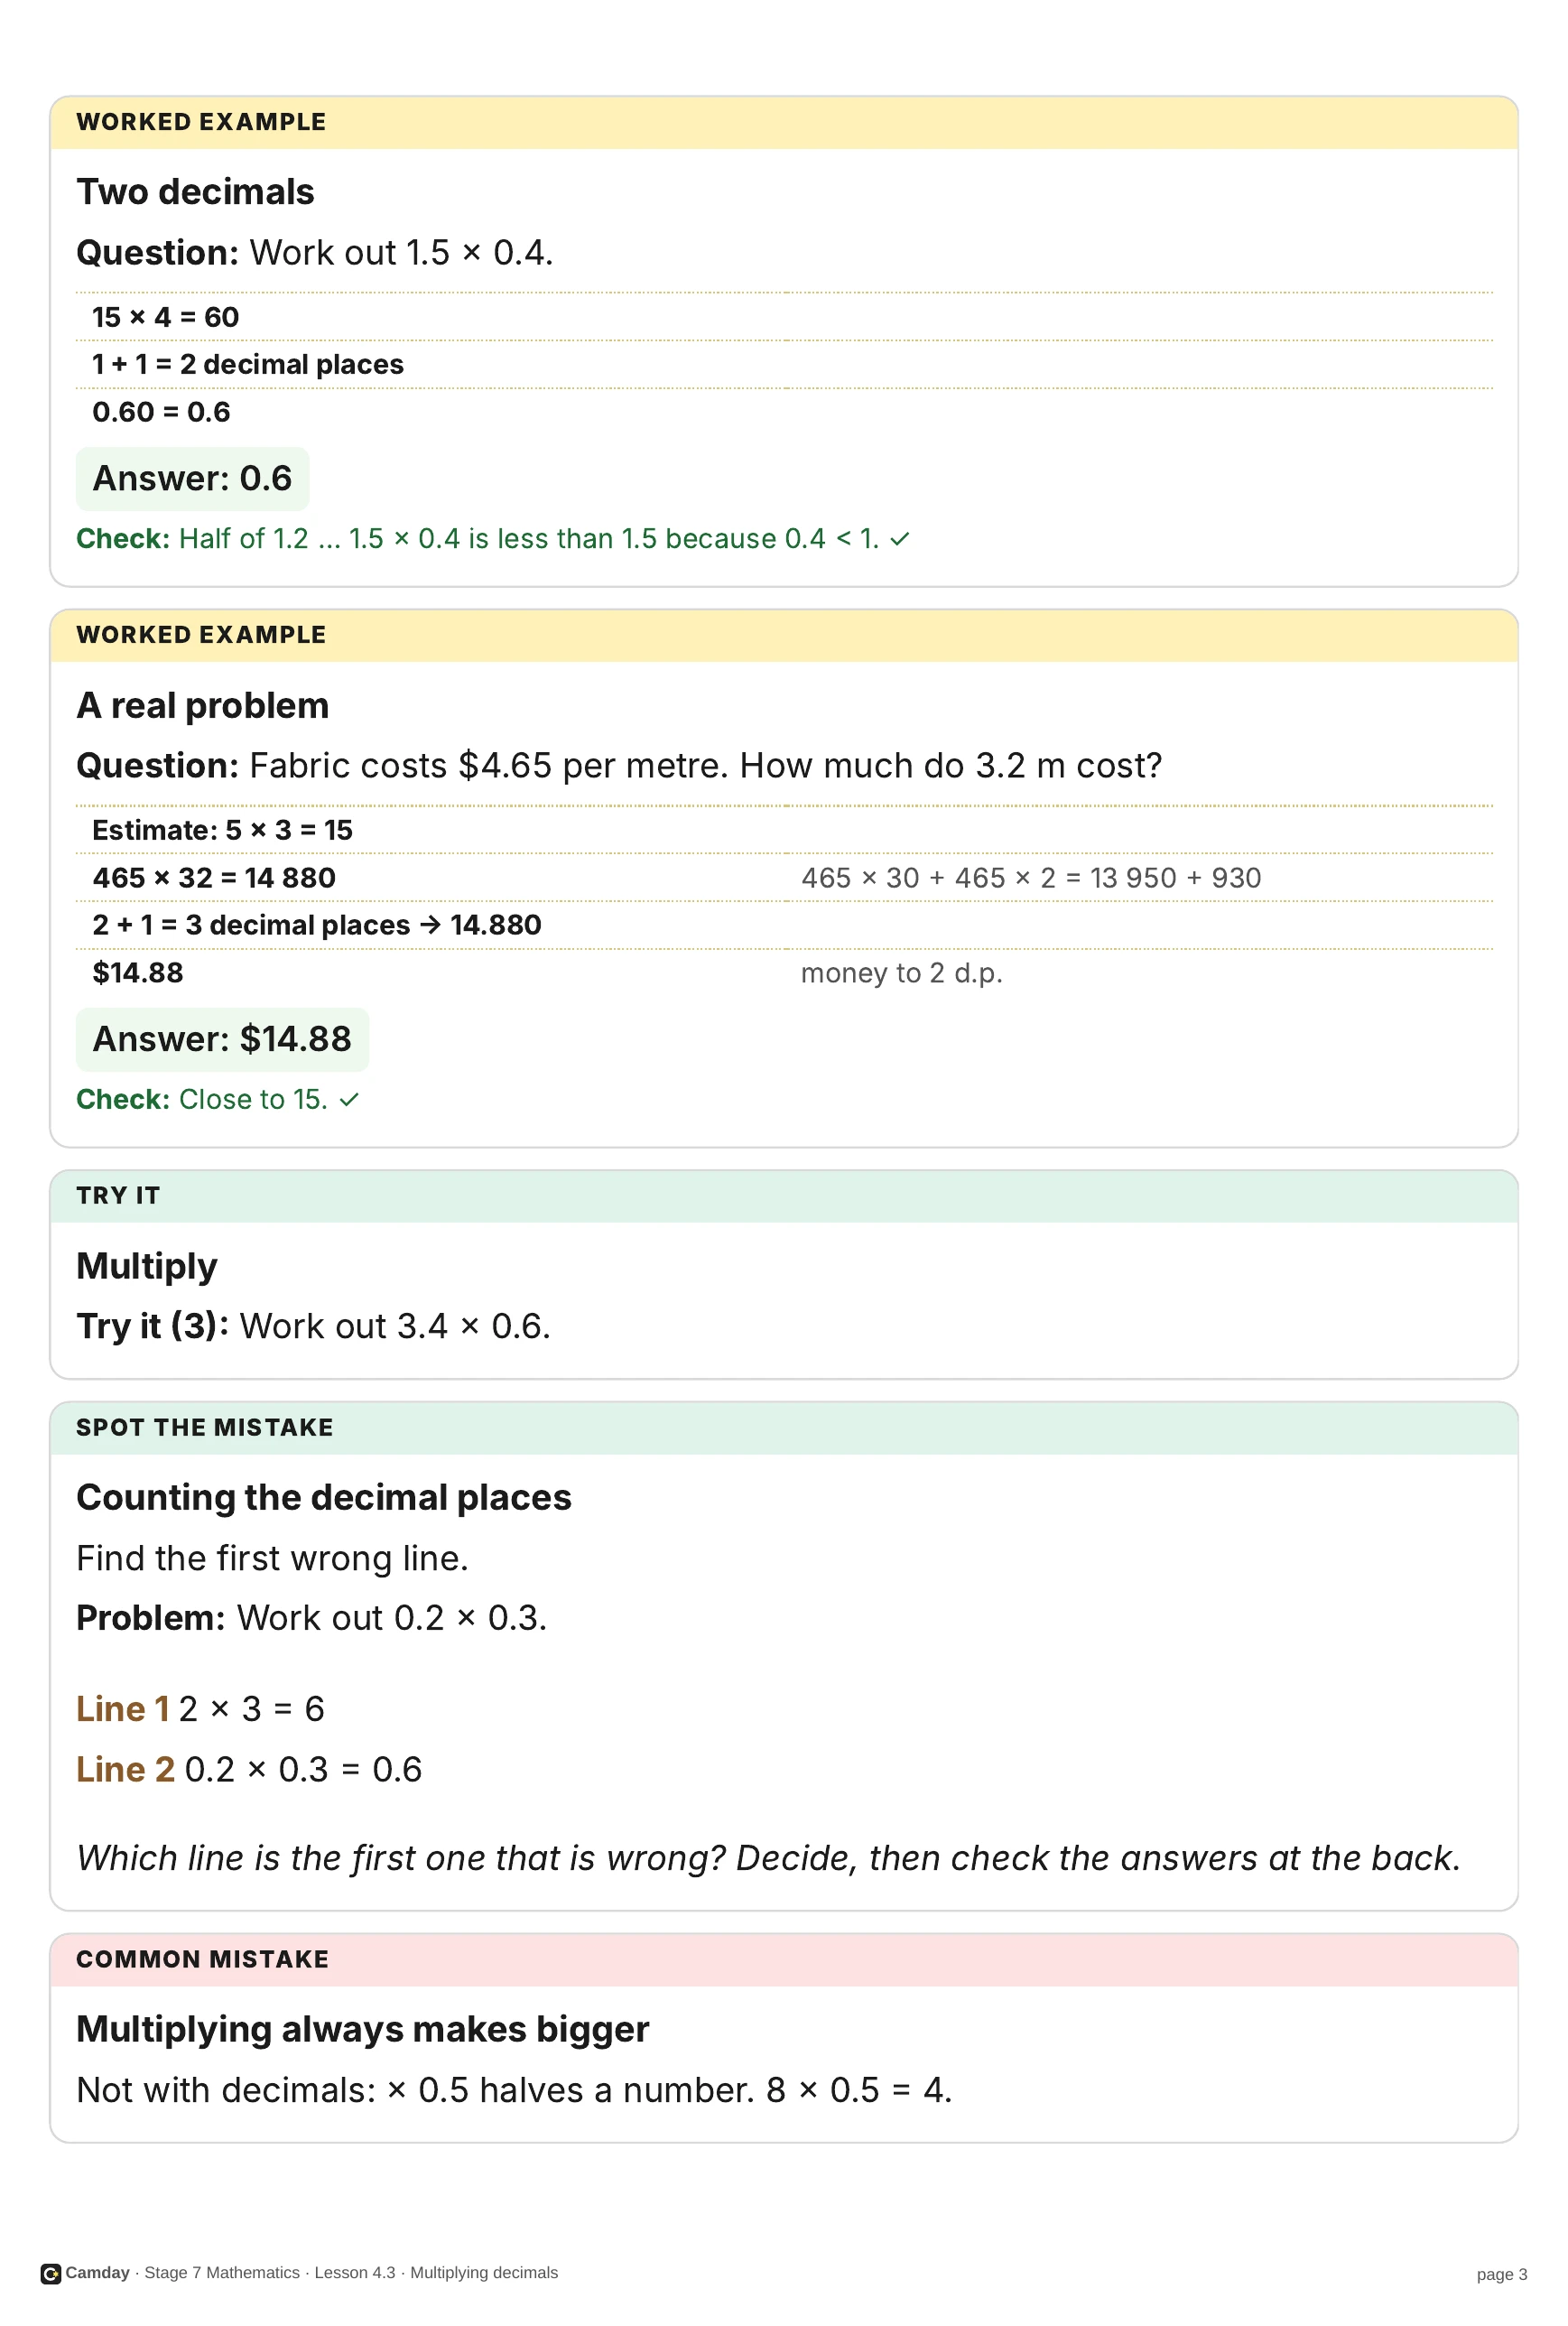 WORKED EXAMPLE
Two decimals
Question: Work out 1.5 × 0.4.
15 × 4 = 60
1 + 1 = 2 decimal places
0.60 = 0.6
Answer: 0.6
Check: Half of 1.2 ... 1.5 × 0.4 is less than 1.5 because 0.4 < 1. ✓
WORKED EXAMPLE
A real problem
Question: Fabric costs $4.65 per metre. How much do 3.2 m cost?
Estimate: 5 × 3 = 15
465 × 32 = 14 880 465 × 30 + 465 × 2 = 13 950 + 930
2 + 1 = 3 decimal places → 14.880
$14.88 money to 2 d.p.
Answer: $14.88
Check: Close to 15. ✓
TRY IT
Multiply
Try it (3): Work out 3.4 × 0.6.
SPOT THE MISTAKE
Counting the decimal places
Find the first wrong line.
Problem: Work out 0.2 × 0.3.
Line 1 2 × 3 = 6
Line 2 0.2 × 0.3 = 0.6
Which line is the first one that is wrong? Decide, then check the answers at the back.
COMMON MISTAKE
Multiplying always makes bigger
Not with decimals: × 0.5 halves a number. 8 × 0.5 = 4.
Camday · Stage 7 Mathematics · Lesson 4.3 · Multiplying decimals page 3